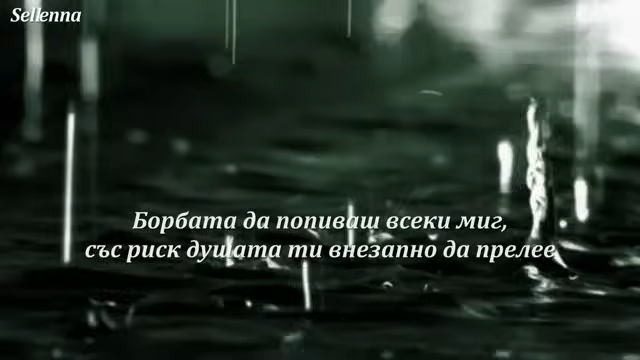 Sellenna
Борбата да попиваш всеки миг,
със риск душата ти внезапно да прелее